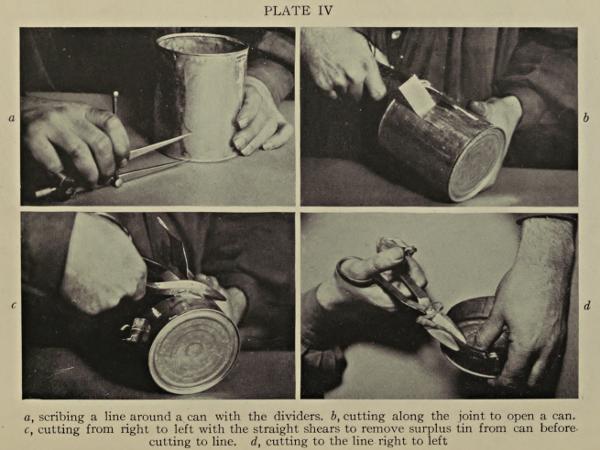 PLATE IV
a
b
c
d
a, scribing a line around a can with the dividers. b, cutting along the joint to open a can.
c, cutting from right to left with the straight shears to remove surplus tin from can before
cutting to line. d, cutting to the line right to left